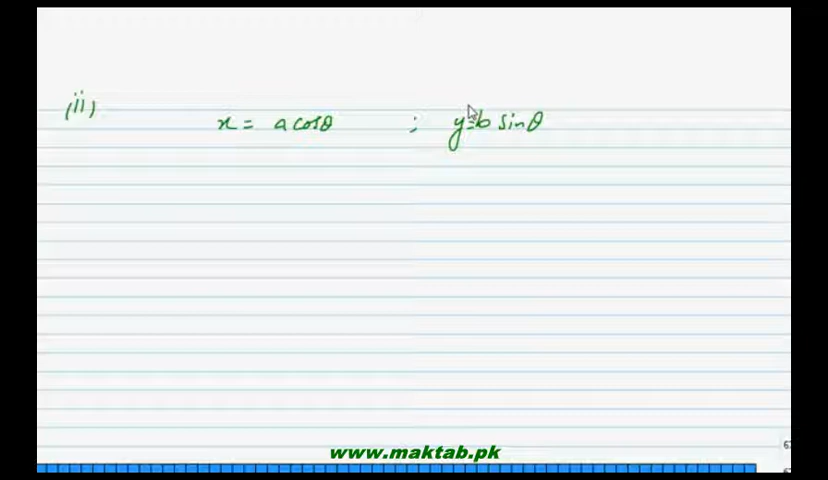 (ii)
x = a cosθ ; y = b sinθ
www.maktab.pk